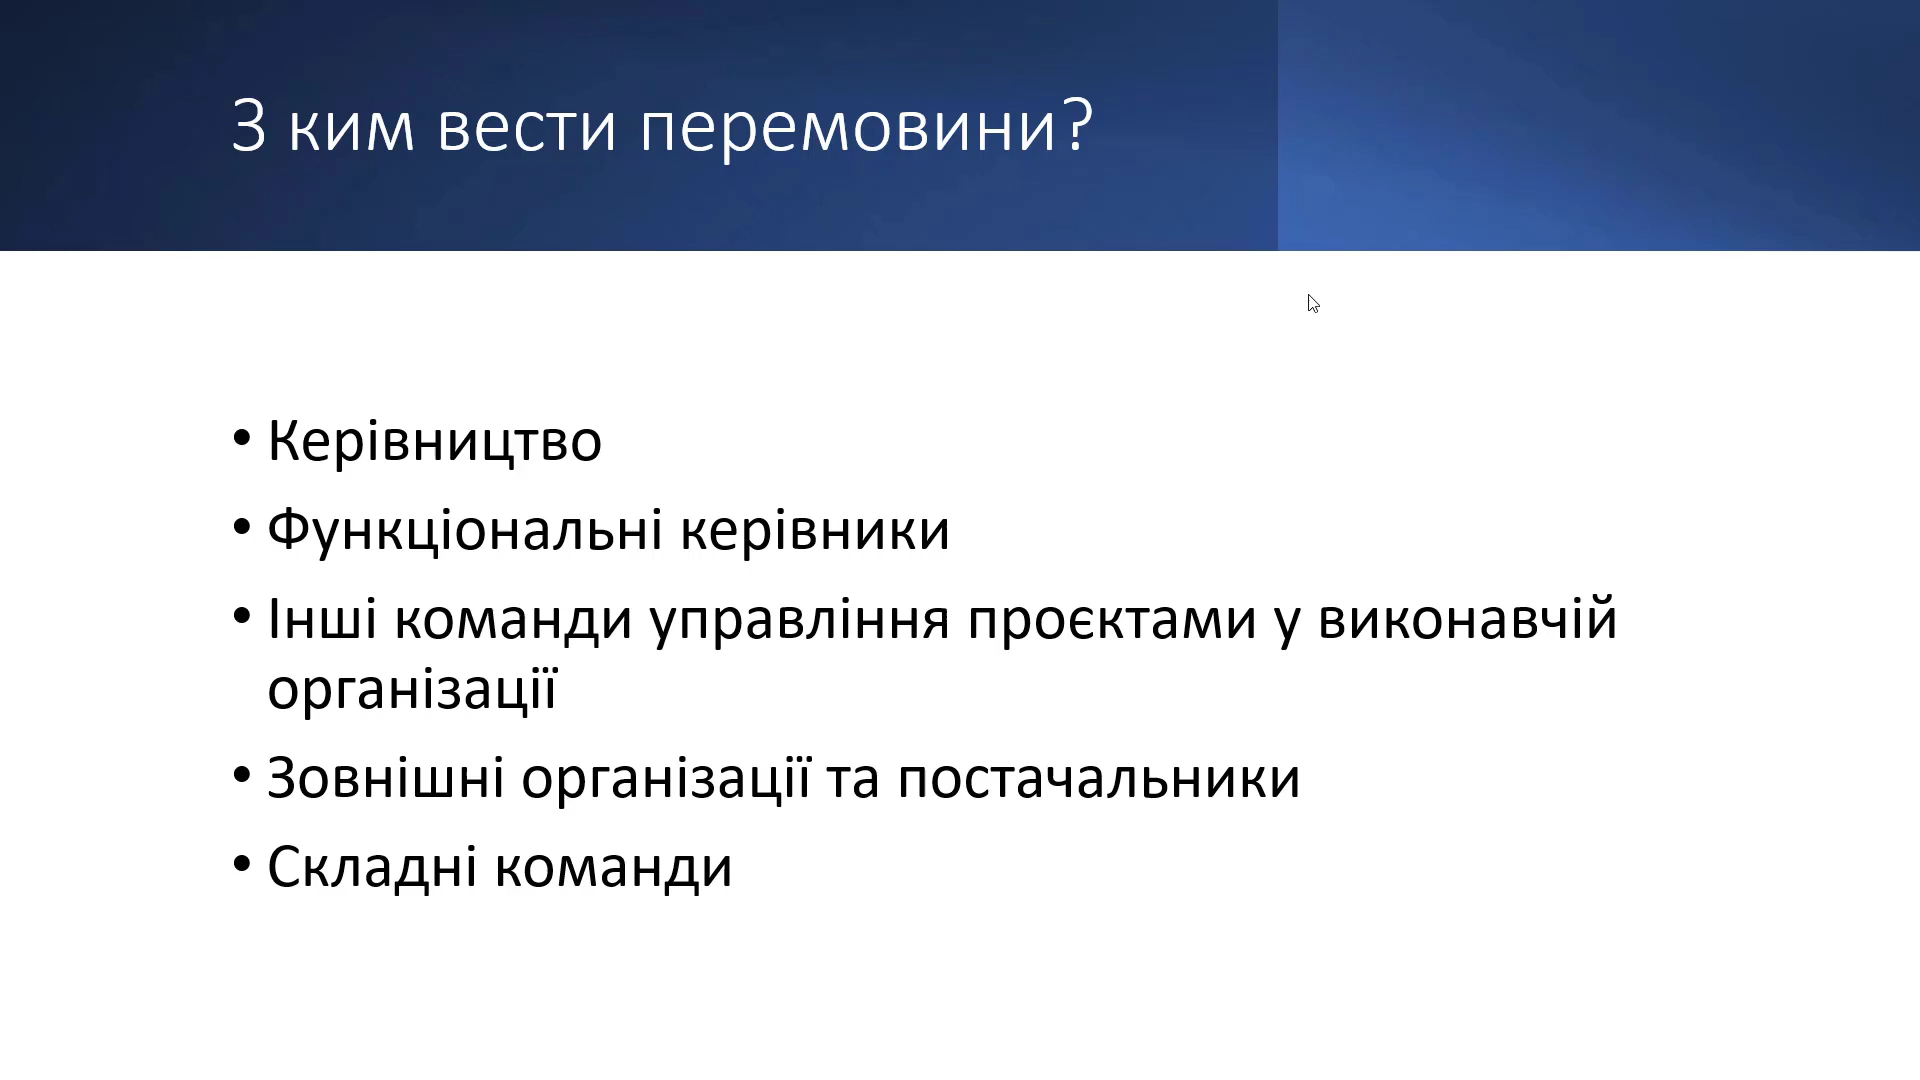 З ким вести перемовини?
• Керівництво
• Функціональні керівники
• Інші команди управління проєктами у виконавчій
організації
• Зовнішні організації та постачальники
• Складні команди